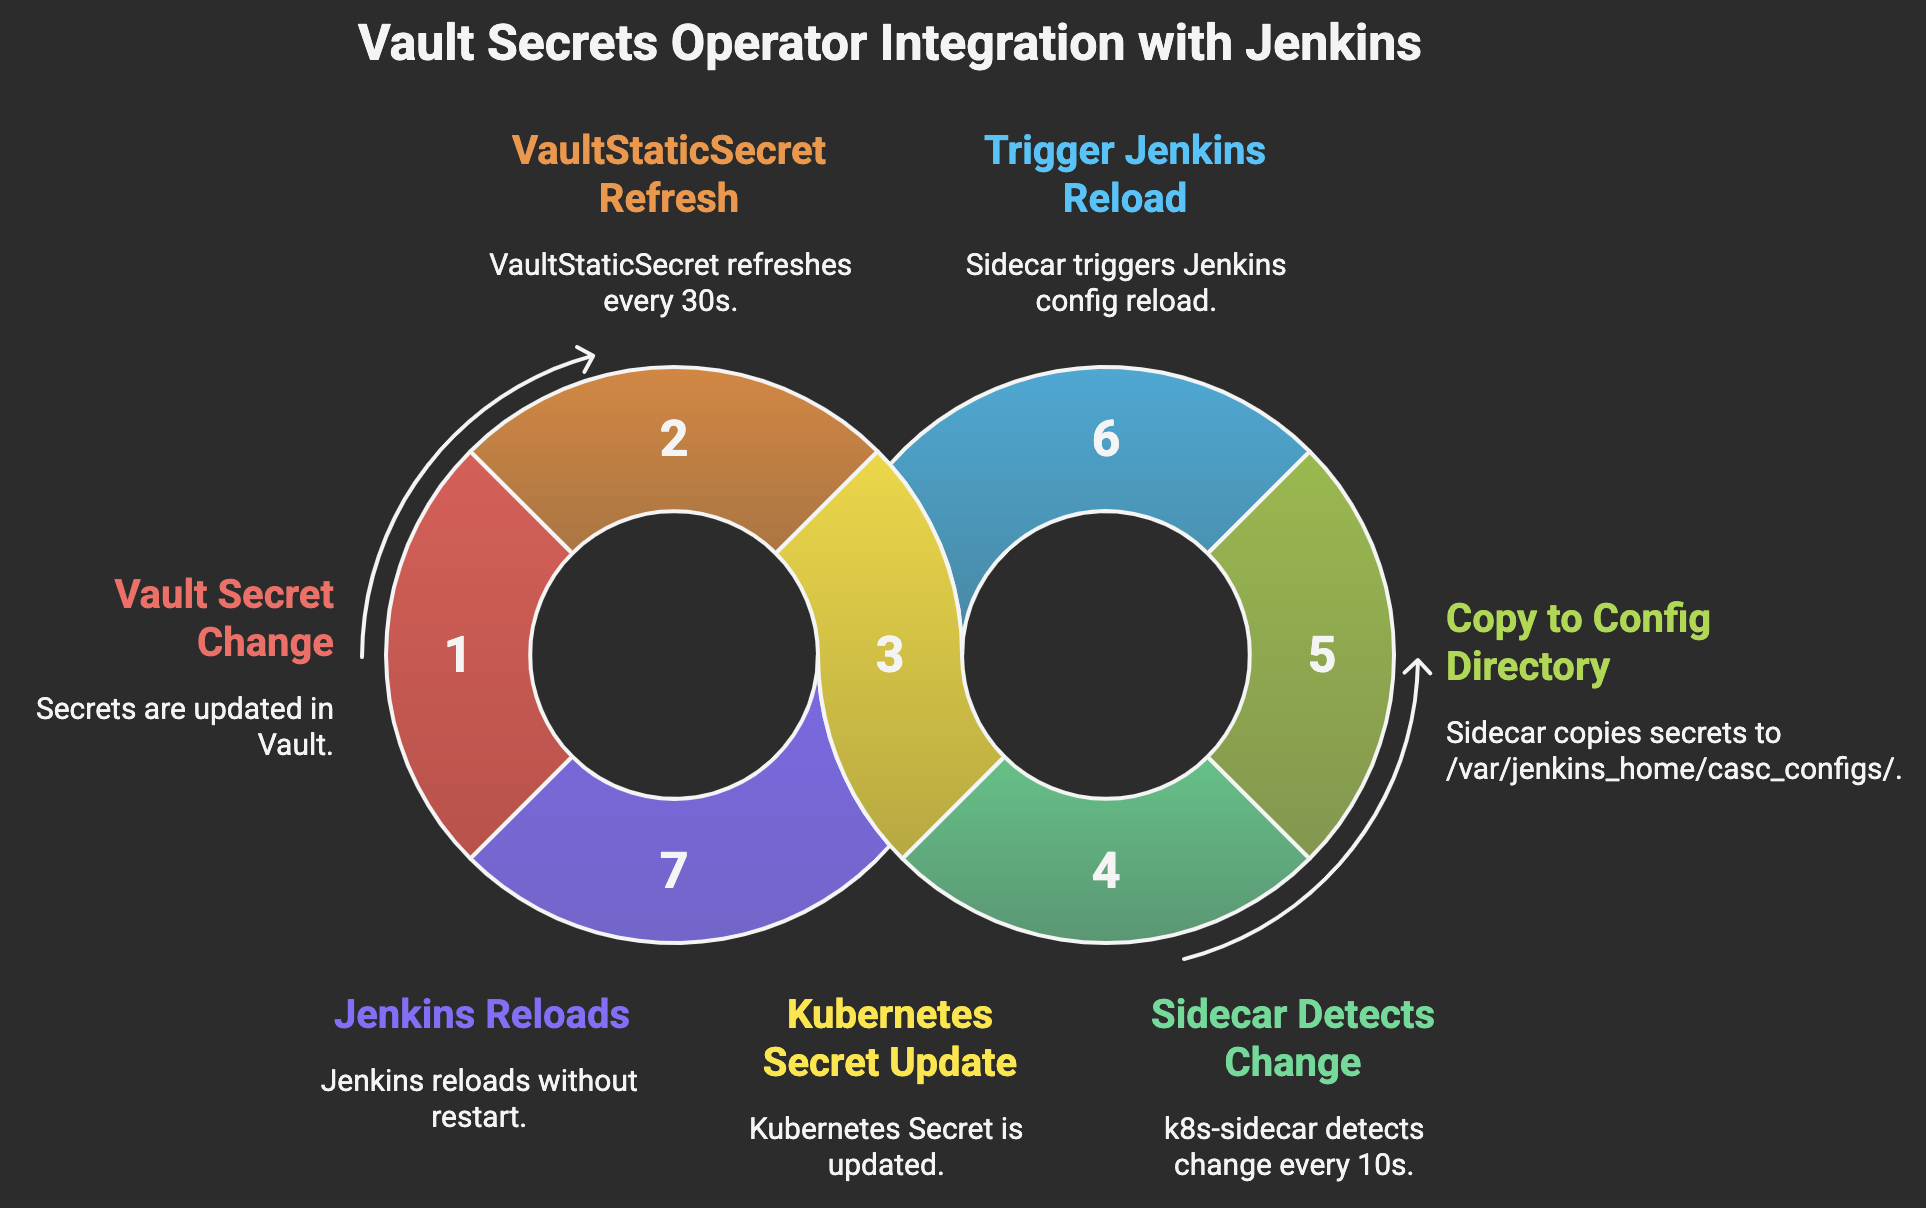 Vault Secrets Operator Integration with Jenkins
VaultStaticSecret
Refresh
VaultStaticSecret refreshes
every 30s.
Trigger Jenkins
Reload
Sidecar triggers Jenkins
config reload.
2
6
Vault Secret
Change
Secrets are updated in
Vault.
1
3
5
Copy to Config
Directory
Sidecar copies secrets to
/var/jenkins_home/casc_configs/.
7
4
Jenkins Reloads
Jenkins reloads without
restart.
Kubernetes
Secret Update
Kubernetes Secret is
updated.
Sidecar Detects
Change
k8s-sidecar detects
change every 10s.